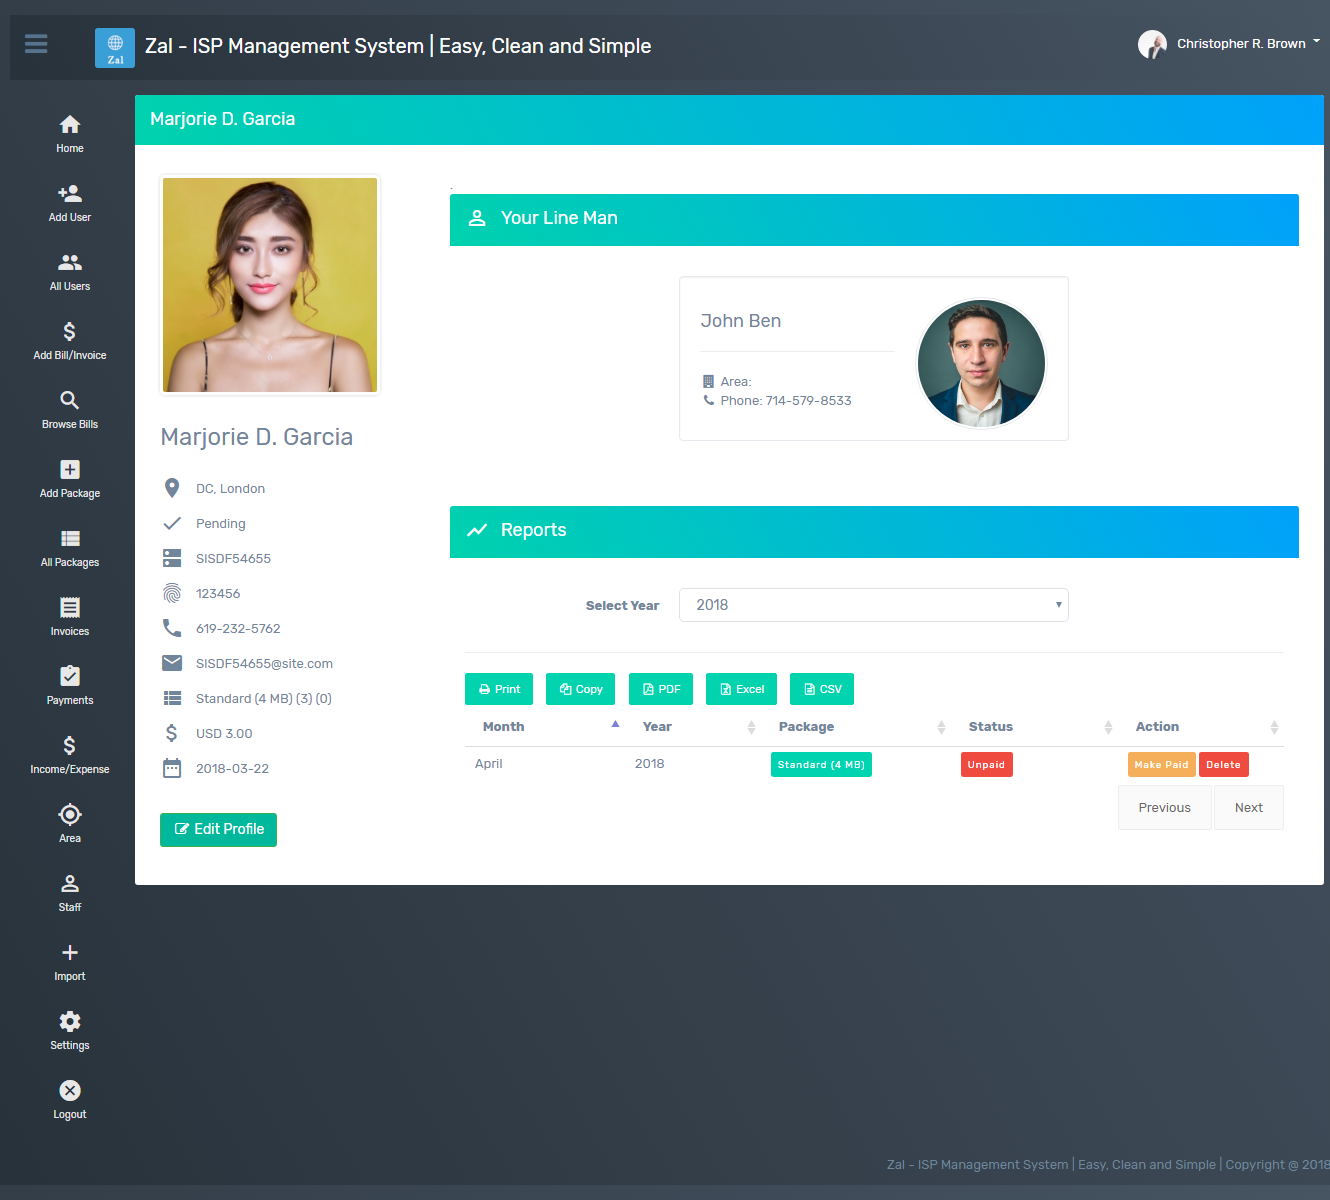 Zal
Zal - ISP Management System | Easy, Clean and Simple
Christopher R. Brown
Home
Add User
All Users
Add Bill/Invoice
Browse Bills
Add Package
All Packages
Invoices
Payments
Income/Expense
Area
Staff
Import
Settings
Logout
Marjorie D. Garcia
Marjorie D. Garcia
DC, London
Pending
SISDF54655
123456
619-232-5762
SISDF54655@site.com
Standard (4 MB) (3) (0)
USD 3.00
2018-03-22
Edit Profile
Your Line Man
John Ben
Area:
Phone: 714-579-8533
Reports
Select Year 2018
Print Copy PDF Excel CSV
Month Year Package Status Action
April 2018 Standard (4 MB) Unpaid Make Paid Delete
Previous Next
Zal - ISP Management System | Easy, Clean and Simple | Copyright @ 2018